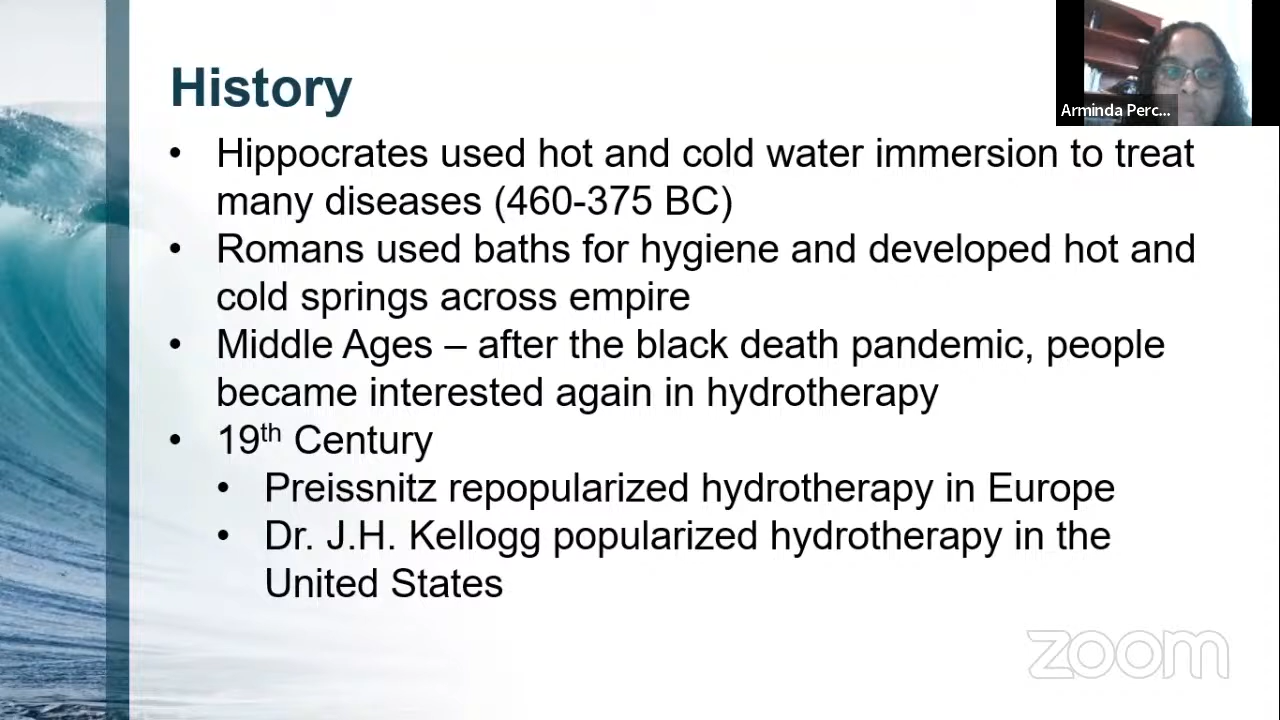 History
Arminda Perc...
• Hippocrates used hot and cold water immersion to treat
many diseases (460-375 BC)
• Romans used baths for hygiene and developed hot and
cold springs across empire
• Middle Ages – after the black death pandemic, people
became interested again in hydrotherapy
• 19th Century
• Preissnitz repopularized hydrotherapy in Europe
• Dr. J.H. Kellogg popularized hydrotherapy in the
United States
zoom